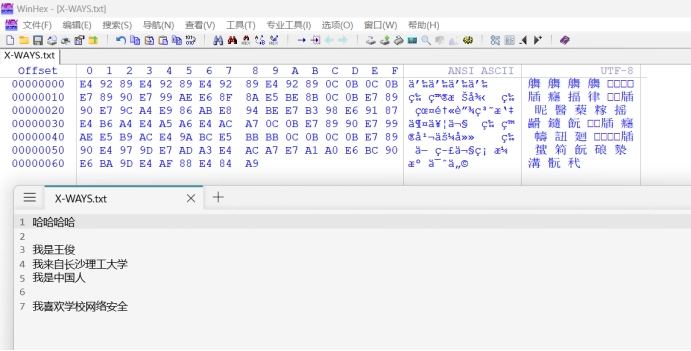 WinHex - [X-WAYS.txt]
文件(F) 编辑(E) 搜索(S) 导航(N) 查看(V) 工具(T) 专业工具(I) 选项(O) 窗口(W) 帮助(H)
X-WAYS.txt
Offset 0 1 2 3 4 5 6 7 8 9 A B C D E F ANSI ASCII UTF-8
00000000 E4 92 89 E4 92 89 E4 92 89 E4 92 89 0C 0B 0C 0B
00000010 E7 89 90 E7 99 AE E6 8F 8A E5 BE 8B 0C 0B E7 89
00000020 90 E7 9C A4 E9 86 AB E8 94 BE E7 B3 98 E6 91 87
00000030 E4 B6 A4 E4 A5 A6 E4 AC A7 0C 0B E7 89 90 E7 99
00000040 AE E5 B9 AC E4 9A BC E5 BB BB 0C 0B 0C 0B E7 89
00000050 90 E4 97 9D E7 AD A3 E4 AC A7 E7 A1 A0 E6 BC 90
00000060 E6 BA 9D E4 AF 88 E4 84 A9
X-WAYS.txt
1 哈哈哈哈
2
3 我是王俊
4 我来自长沙理工大学
5 我是中国人
6
7 我喜欢学校网络安全